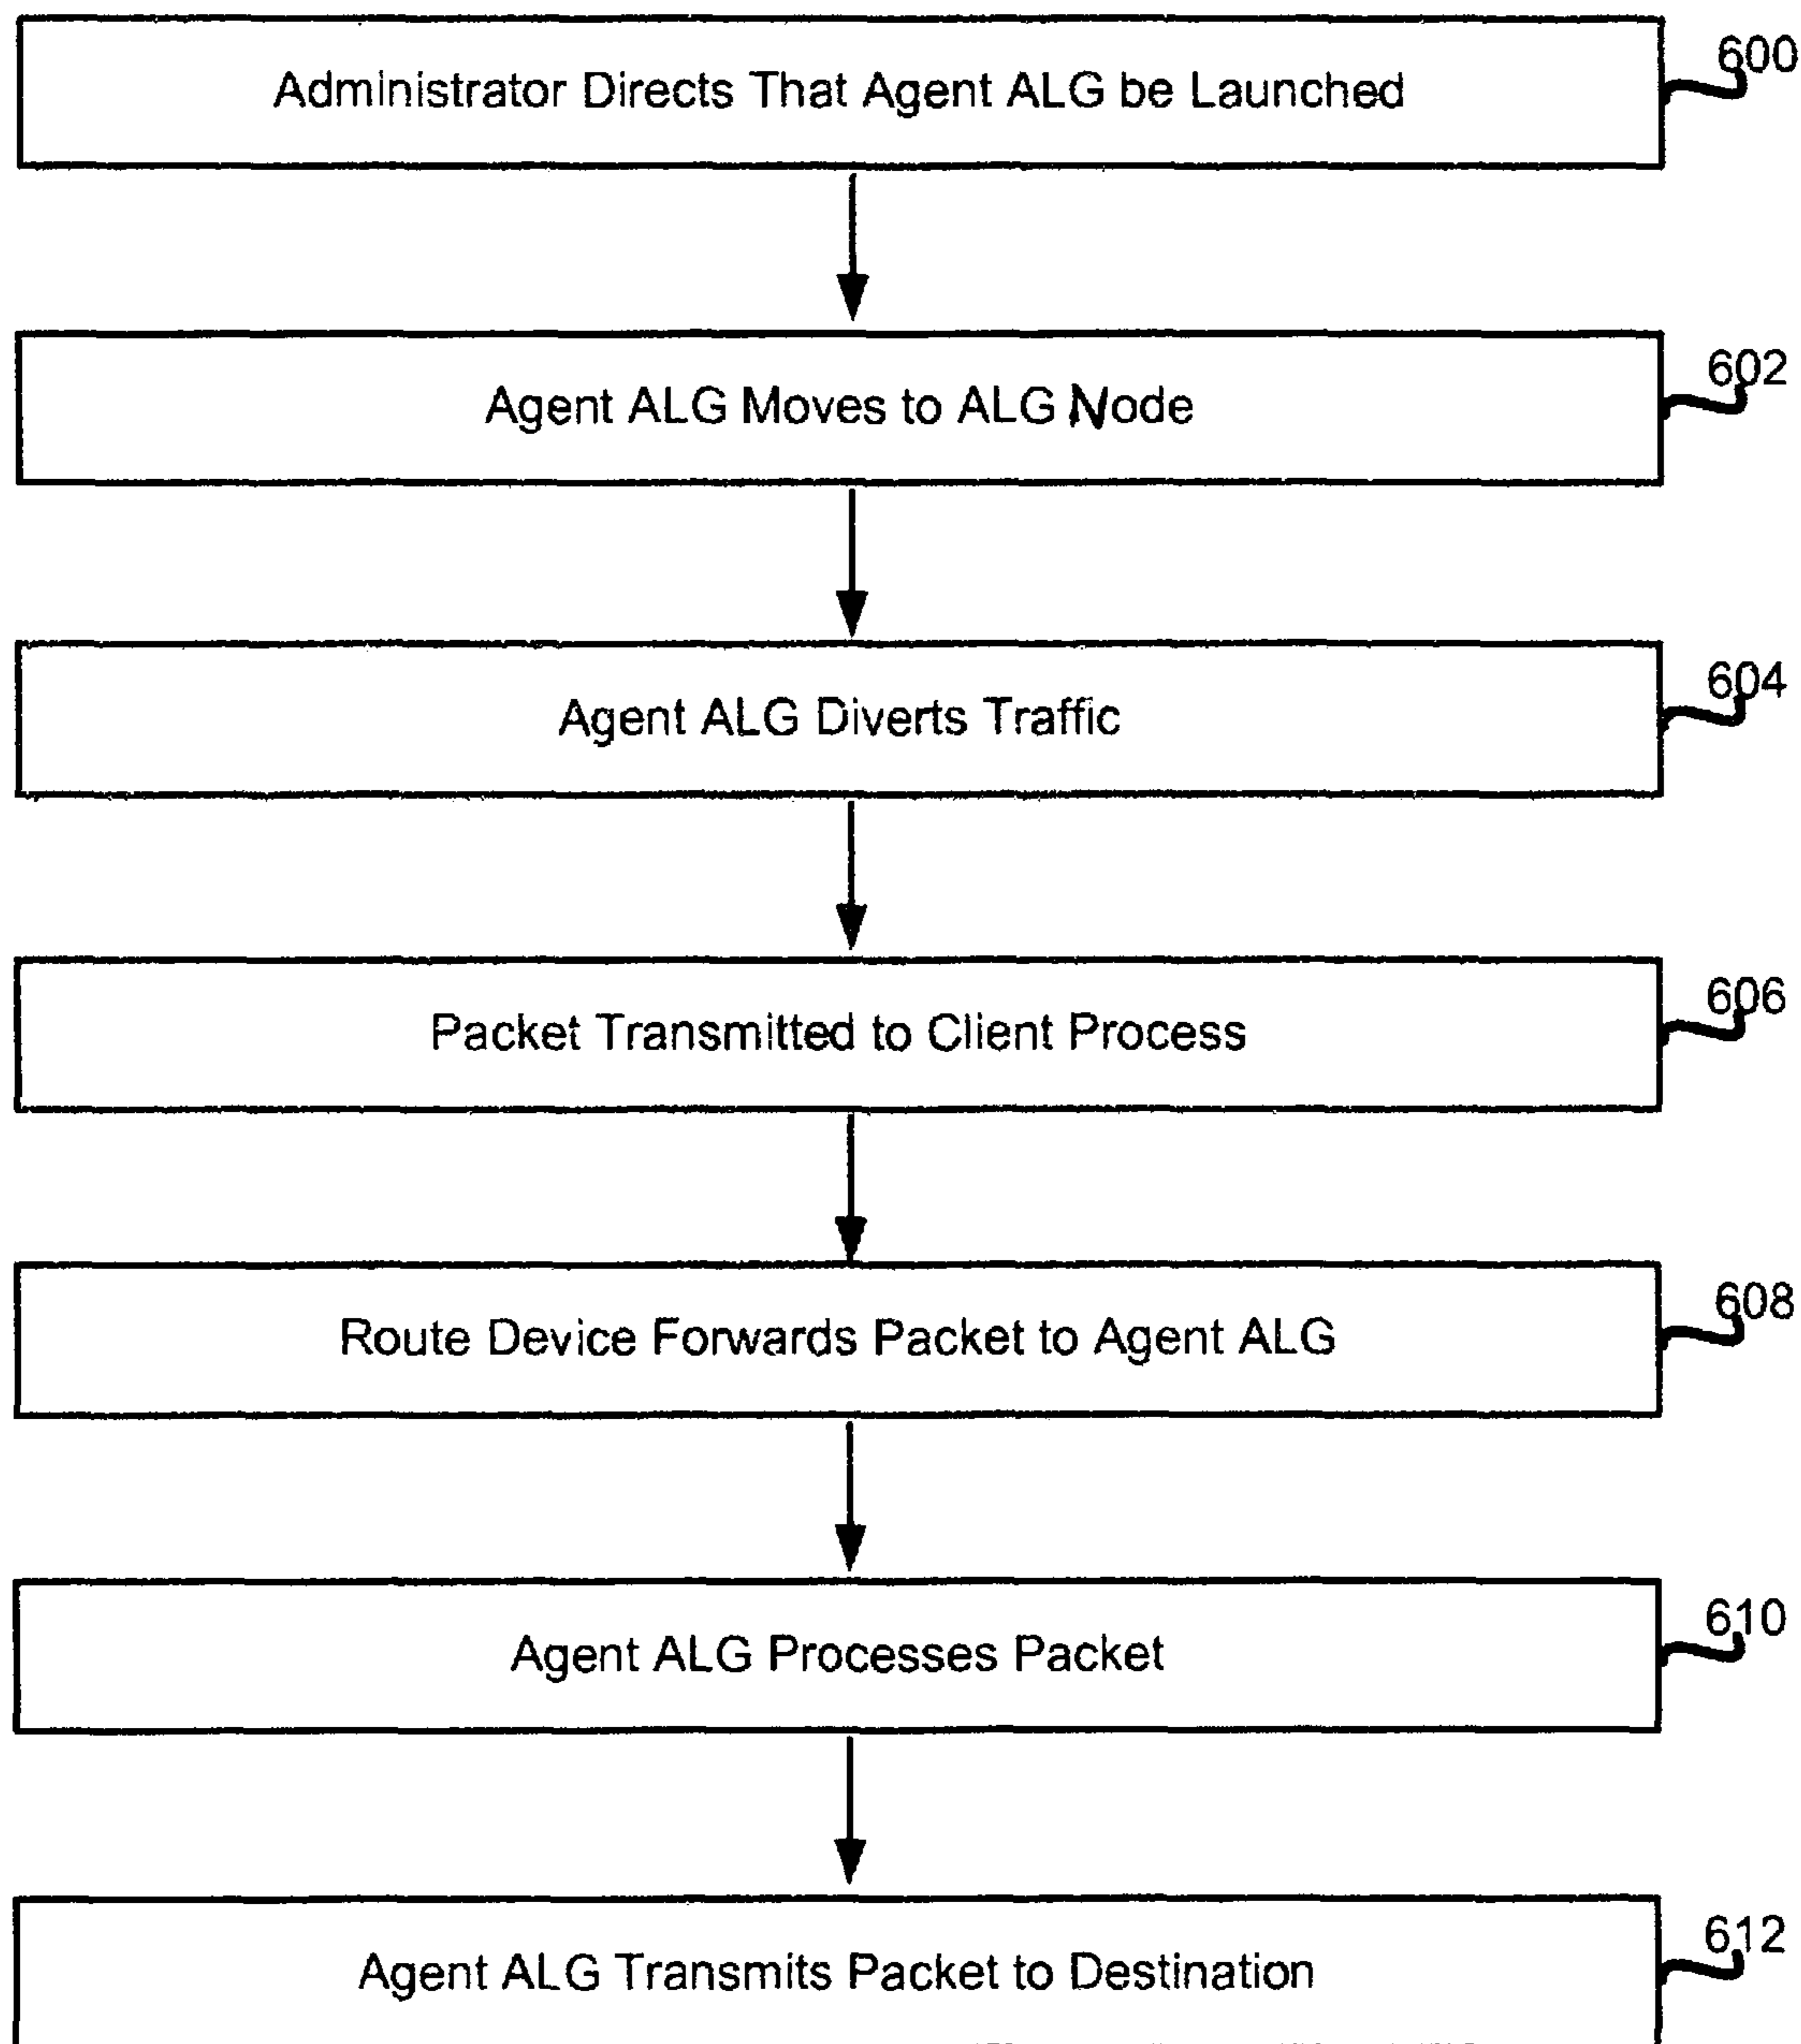 Administrator Directs That Agent ALG be Launched
600
Agent ALG Moves to ALG Node
602
Agent ALG Diverts Traffic
604
Packet Transmitted to Client Process
606
Route Device Forwards Packet to Agent ALG
608
Agent ALG Processes Packet
610
Agent ALG Transmits Packet to Destination
612